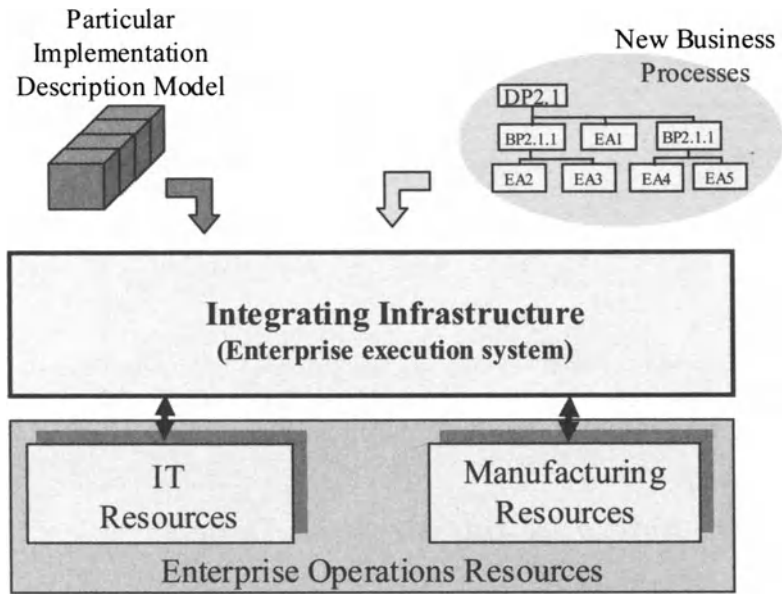 Particular
Implementation
Description Model
New Business
Processes
DP2.1
BP2.1.1
EA1
BP2.1.1
EA2
EA3
EA4
EA5
Integrating Infrastructure
(Enterprise execution system)
IT
Resources
Manufacturing
Resources
Enterprise Operations Resources